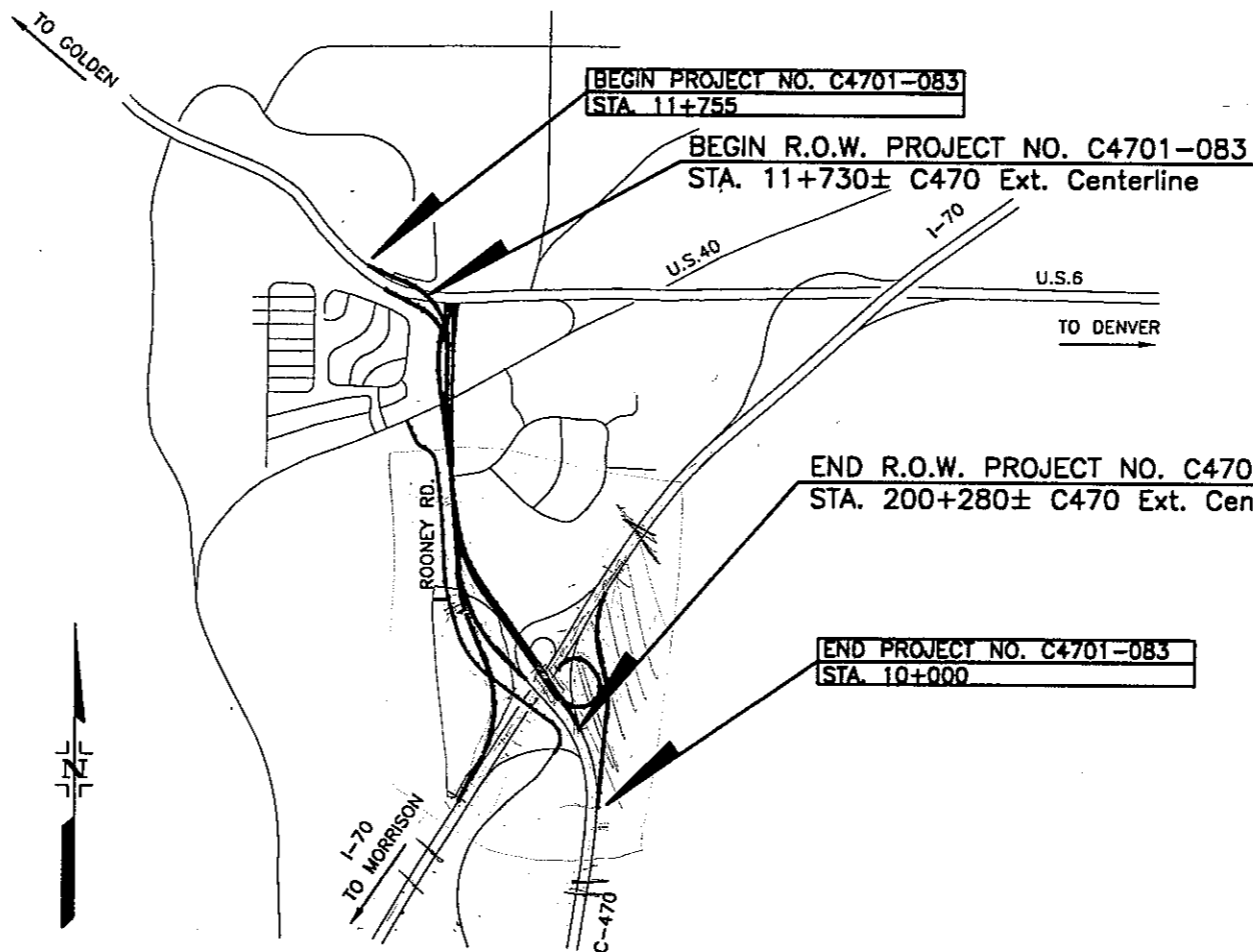 TO GOLDEN
BEGIN PROJECT NO. C4701-083
STA. 11+755
BEGIN R.O.W. PROJECT NO. C4701-083
STA. 11+730± C470 Ext. Centerline
I-70
U.S.40
U.S.6
TO DENVER
END R.O.W. PROJECT NO. C470
STA. 200+280± C470 Ext. Cen
ROONEY RD.
END PROJECT NO. C4701-083
STA. 10+000
N
I-70
TO MORRISON
C-470